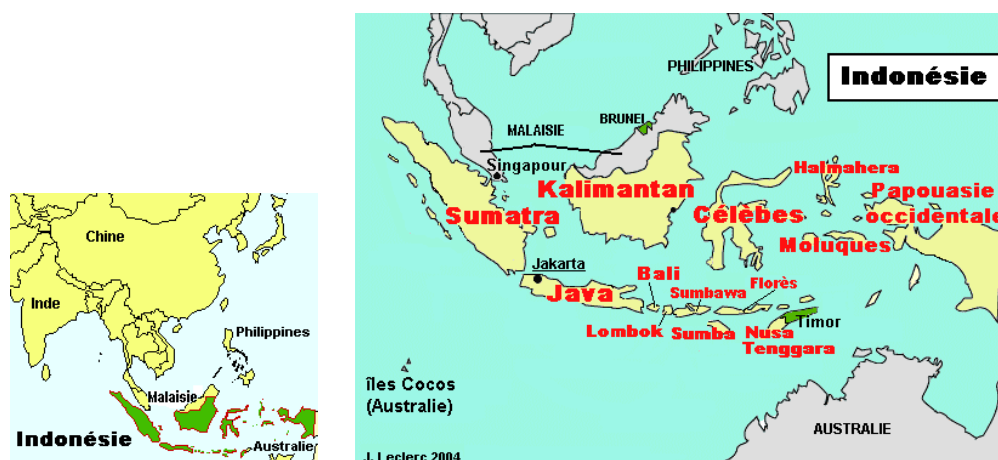 Chine
Inde
Philippines
Malaisie
Indonésie
Australie
PHILIPPINES
Indonésie
BRUNEI
MALAISIE
Singapour
Halmahera
Kalimantan
Papouasie
occidentale
Sumatra
Célèbes
Moluques
Jakarta
Bali
Java
Florès
Sumbawa
Lombok
Sumba
Nusa
Tenggara
Timor
îles Cocos
(Australie)
AUSTRALIE
J. Leclerc 2004